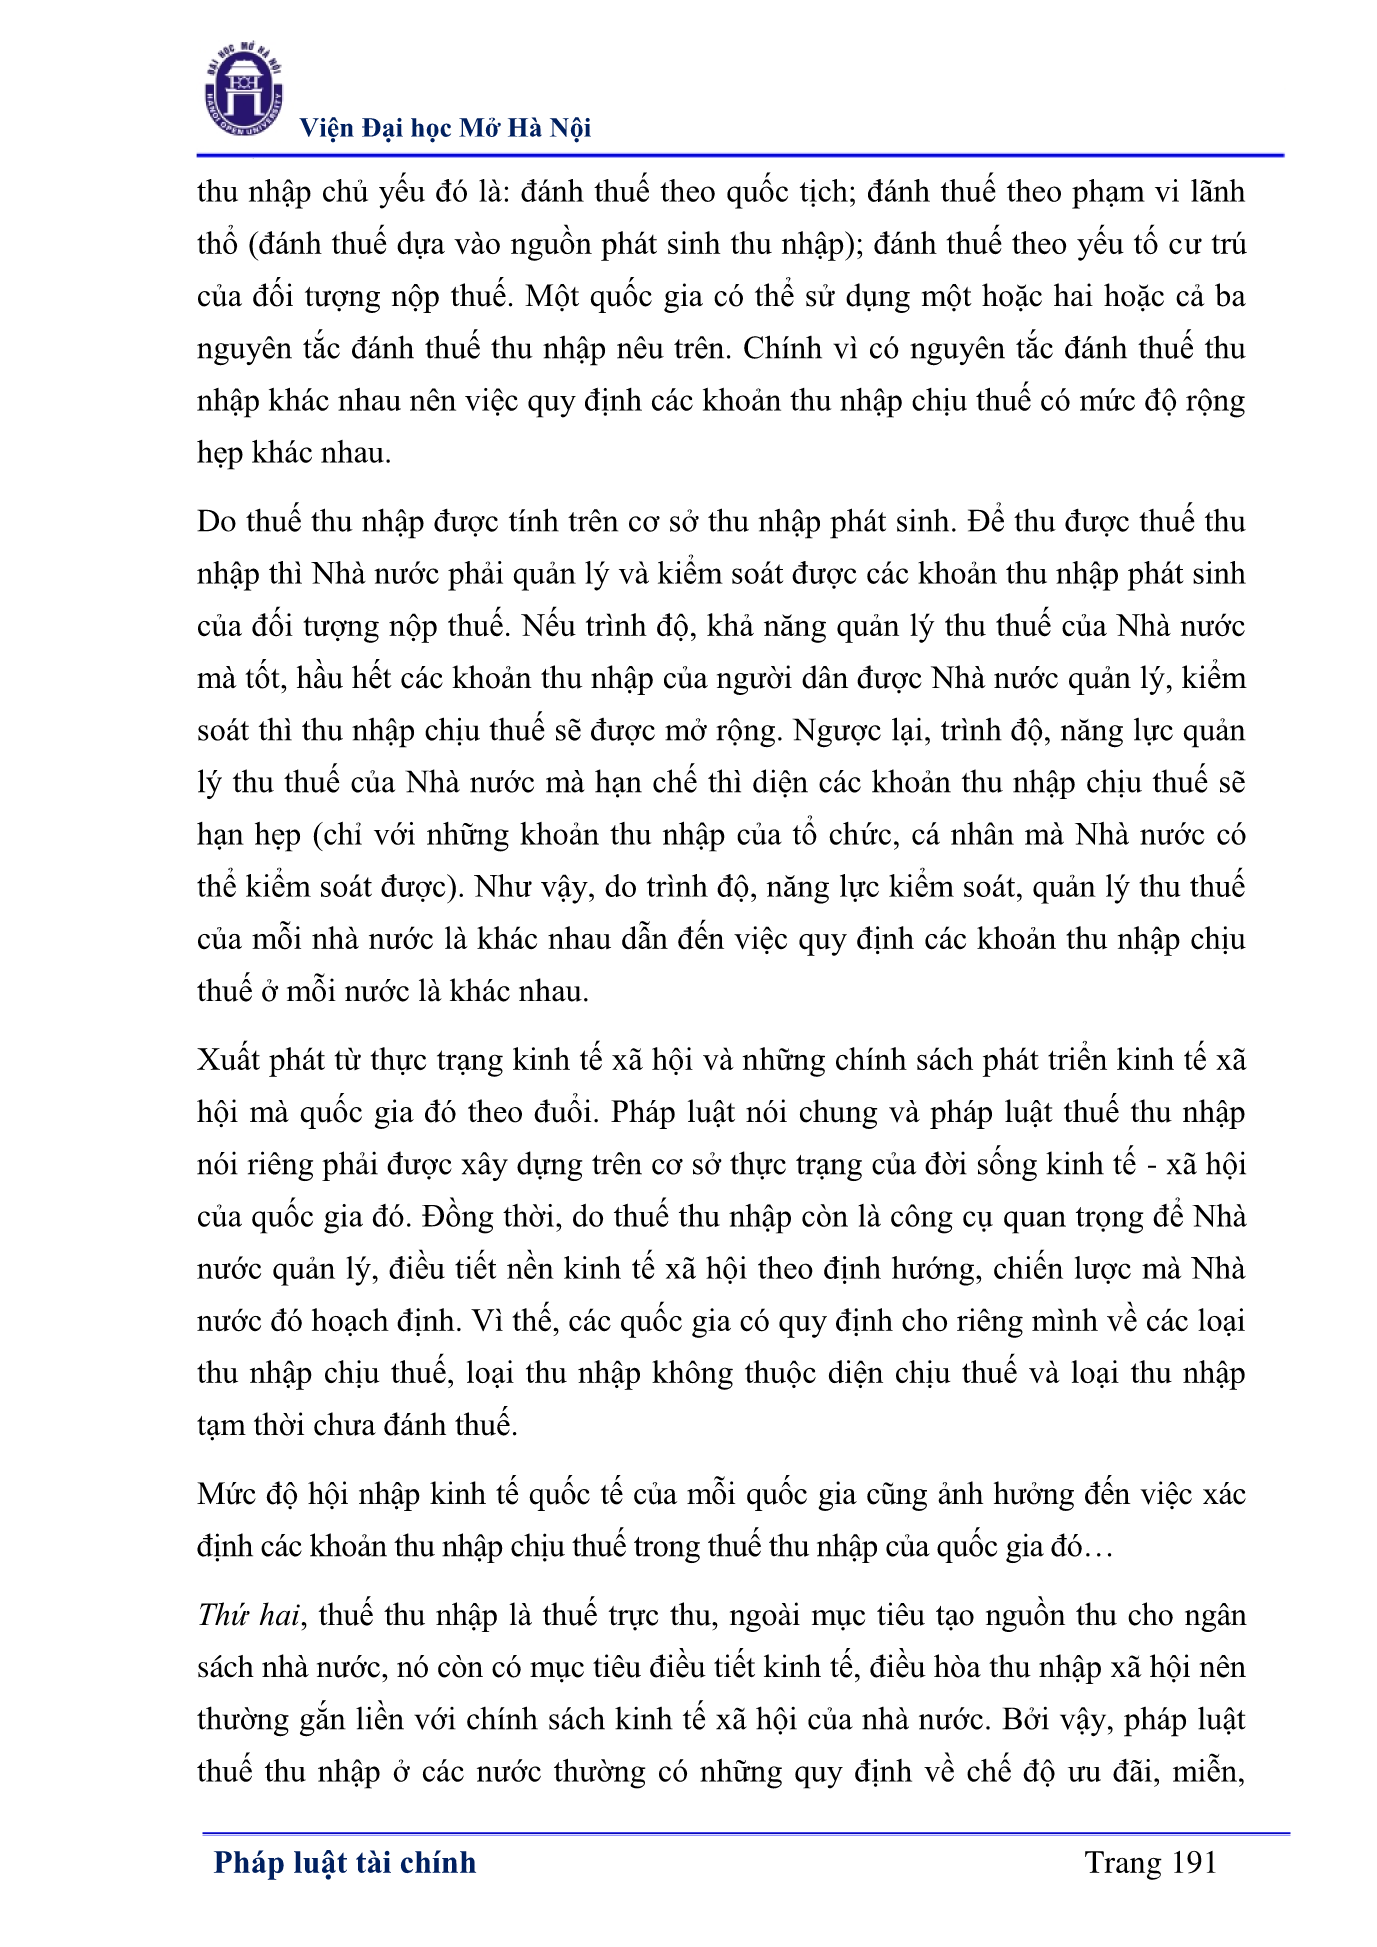 ĐẠI HỌC MỞ HÀ NỘI
HANOI OPEN UNIVERSITY
Viện Đại học Mở Hà Nội
thu nhập chủ yếu đó là: đánh thuế theo quốc tịch; đánh thuế theo phạm vi lãnh
thổ (đánh thuế dựa vào nguồn phát sinh thu nhập); đánh thuế theo yếu tố cư trú
của đối tượng nộp thuế. Một quốc gia có thể sử dụng một hoặc hai hoặc cả ba
nguyên tắc đánh thuế thu nhập nêu trên. Chính vì có nguyên tắc đánh thuế thu
nhập khác nhau nên việc quy định các khoản thu nhập chịu thuế có mức độ rộng
hẹp khác nhau.
Do thuế thu nhập được tính trên cơ sở thu nhập phát sinh. Để thu được thuế thu
nhập thì Nhà nước phải quản lý và kiểm soát được các khoản thu nhập phát sinh
của đối tượng nộp thuế. Nếu trình độ, khả năng quản lý thu thuế của Nhà nước
mà tốt, hầu hết các khoản thu nhập của người dân được Nhà nước quản lý, kiểm
soát thì thu nhập chịu thuế sẽ được mở rộng. Ngược lại, trình độ, năng lực quản
lý thu thuế của Nhà nước mà hạn chế thì diện các khoản thu nhập chịu thuế sẽ
hạn hẹp (chỉ với những khoản thu nhập của tổ chức, cá nhân mà Nhà nước có
thể kiểm soát được). Như vậy, do trình độ, năng lực kiểm soát, quản lý thu thuế
của mỗi nhà nước là khác nhau dẫn đến việc quy định các khoản thu nhập chịu
thuế ở mỗi nước là khác nhau.
Xuất phát từ thực trạng kinh tế xã hội và những chính sách phát triển kinh tế xã
hội mà quốc gia đó theo đuổi. Pháp luật nói chung và pháp luật thuế thu nhập
nói riêng phải được xây dựng trên cơ sở thực trạng của đời sống kinh tế - xã hội
của quốc gia đó. Đồng thời, do thuế thu nhập còn là công cụ quan trọng để Nhà
nước quản lý, điều tiết nền kinh tế xã hội theo định hướng, chiến lược mà Nhà
nước đó hoạch định. Vì thế, các quốc gia có quy định cho riêng mình về các loại
thu nhập chịu thuế, loại thu nhập không thuộc diện chịu thuế và loại thu nhập
tạm thời chưa đánh thuế.
Mức độ hội nhập kinh tế quốc tế của mỗi quốc gia cũng ảnh hưởng đến việc xác
định các khoản thu nhập chịu thuế trong thuế thu nhập của quốc gia đó…
Thứ hai, thuế thu nhập là thuế trực thu, ngoài mục tiêu tạo nguồn thu cho ngân
sách nhà nước, nó còn có mục tiêu điều tiết kinh tế, điều hòa thu nhập xã hội nên
thường gắn liền với chính sách kinh tế xã hội của nhà nước. Bởi vậy, pháp luật
thuế thu nhập ở các nước thường có những quy định về chế độ ưu đãi, miễn,
Pháp luật tài chính
Trang 191